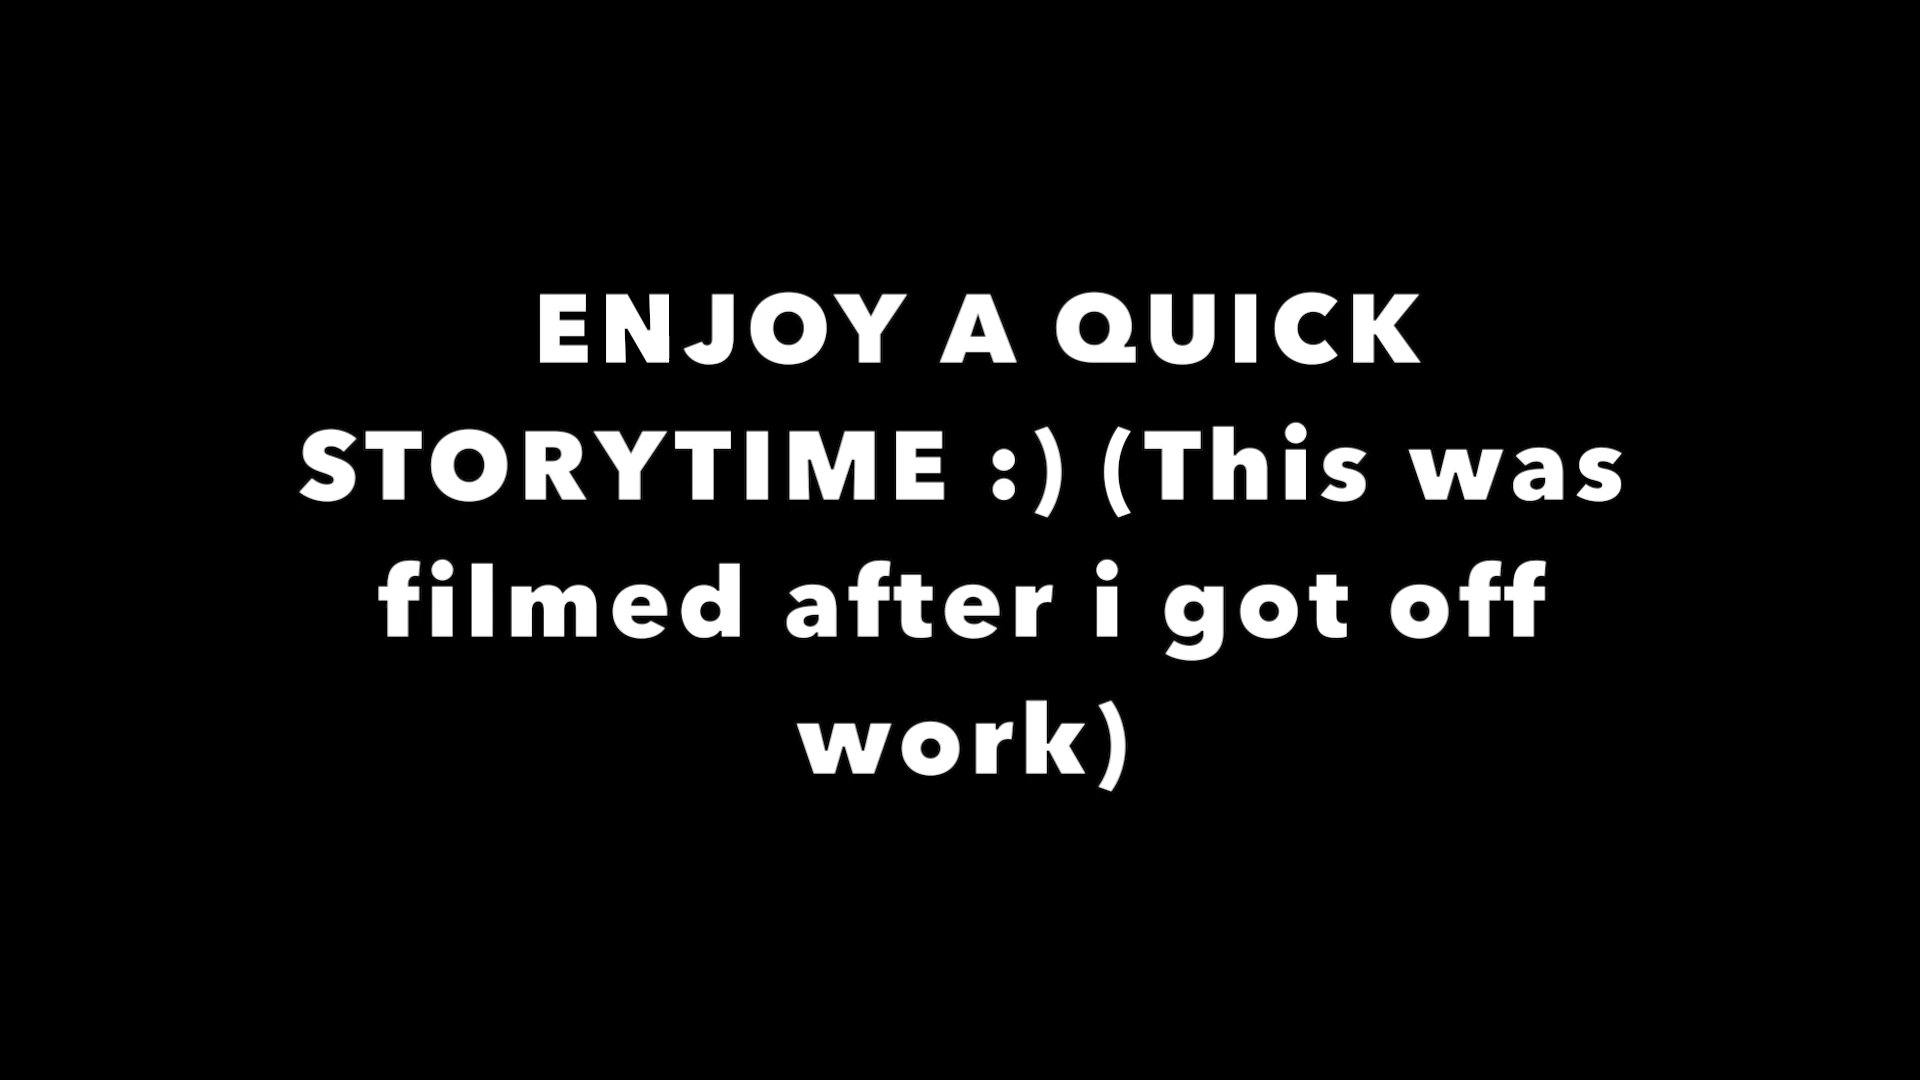 ENJOY A QUICK
STORYTIME :) (This was
filmed after i got off
work)